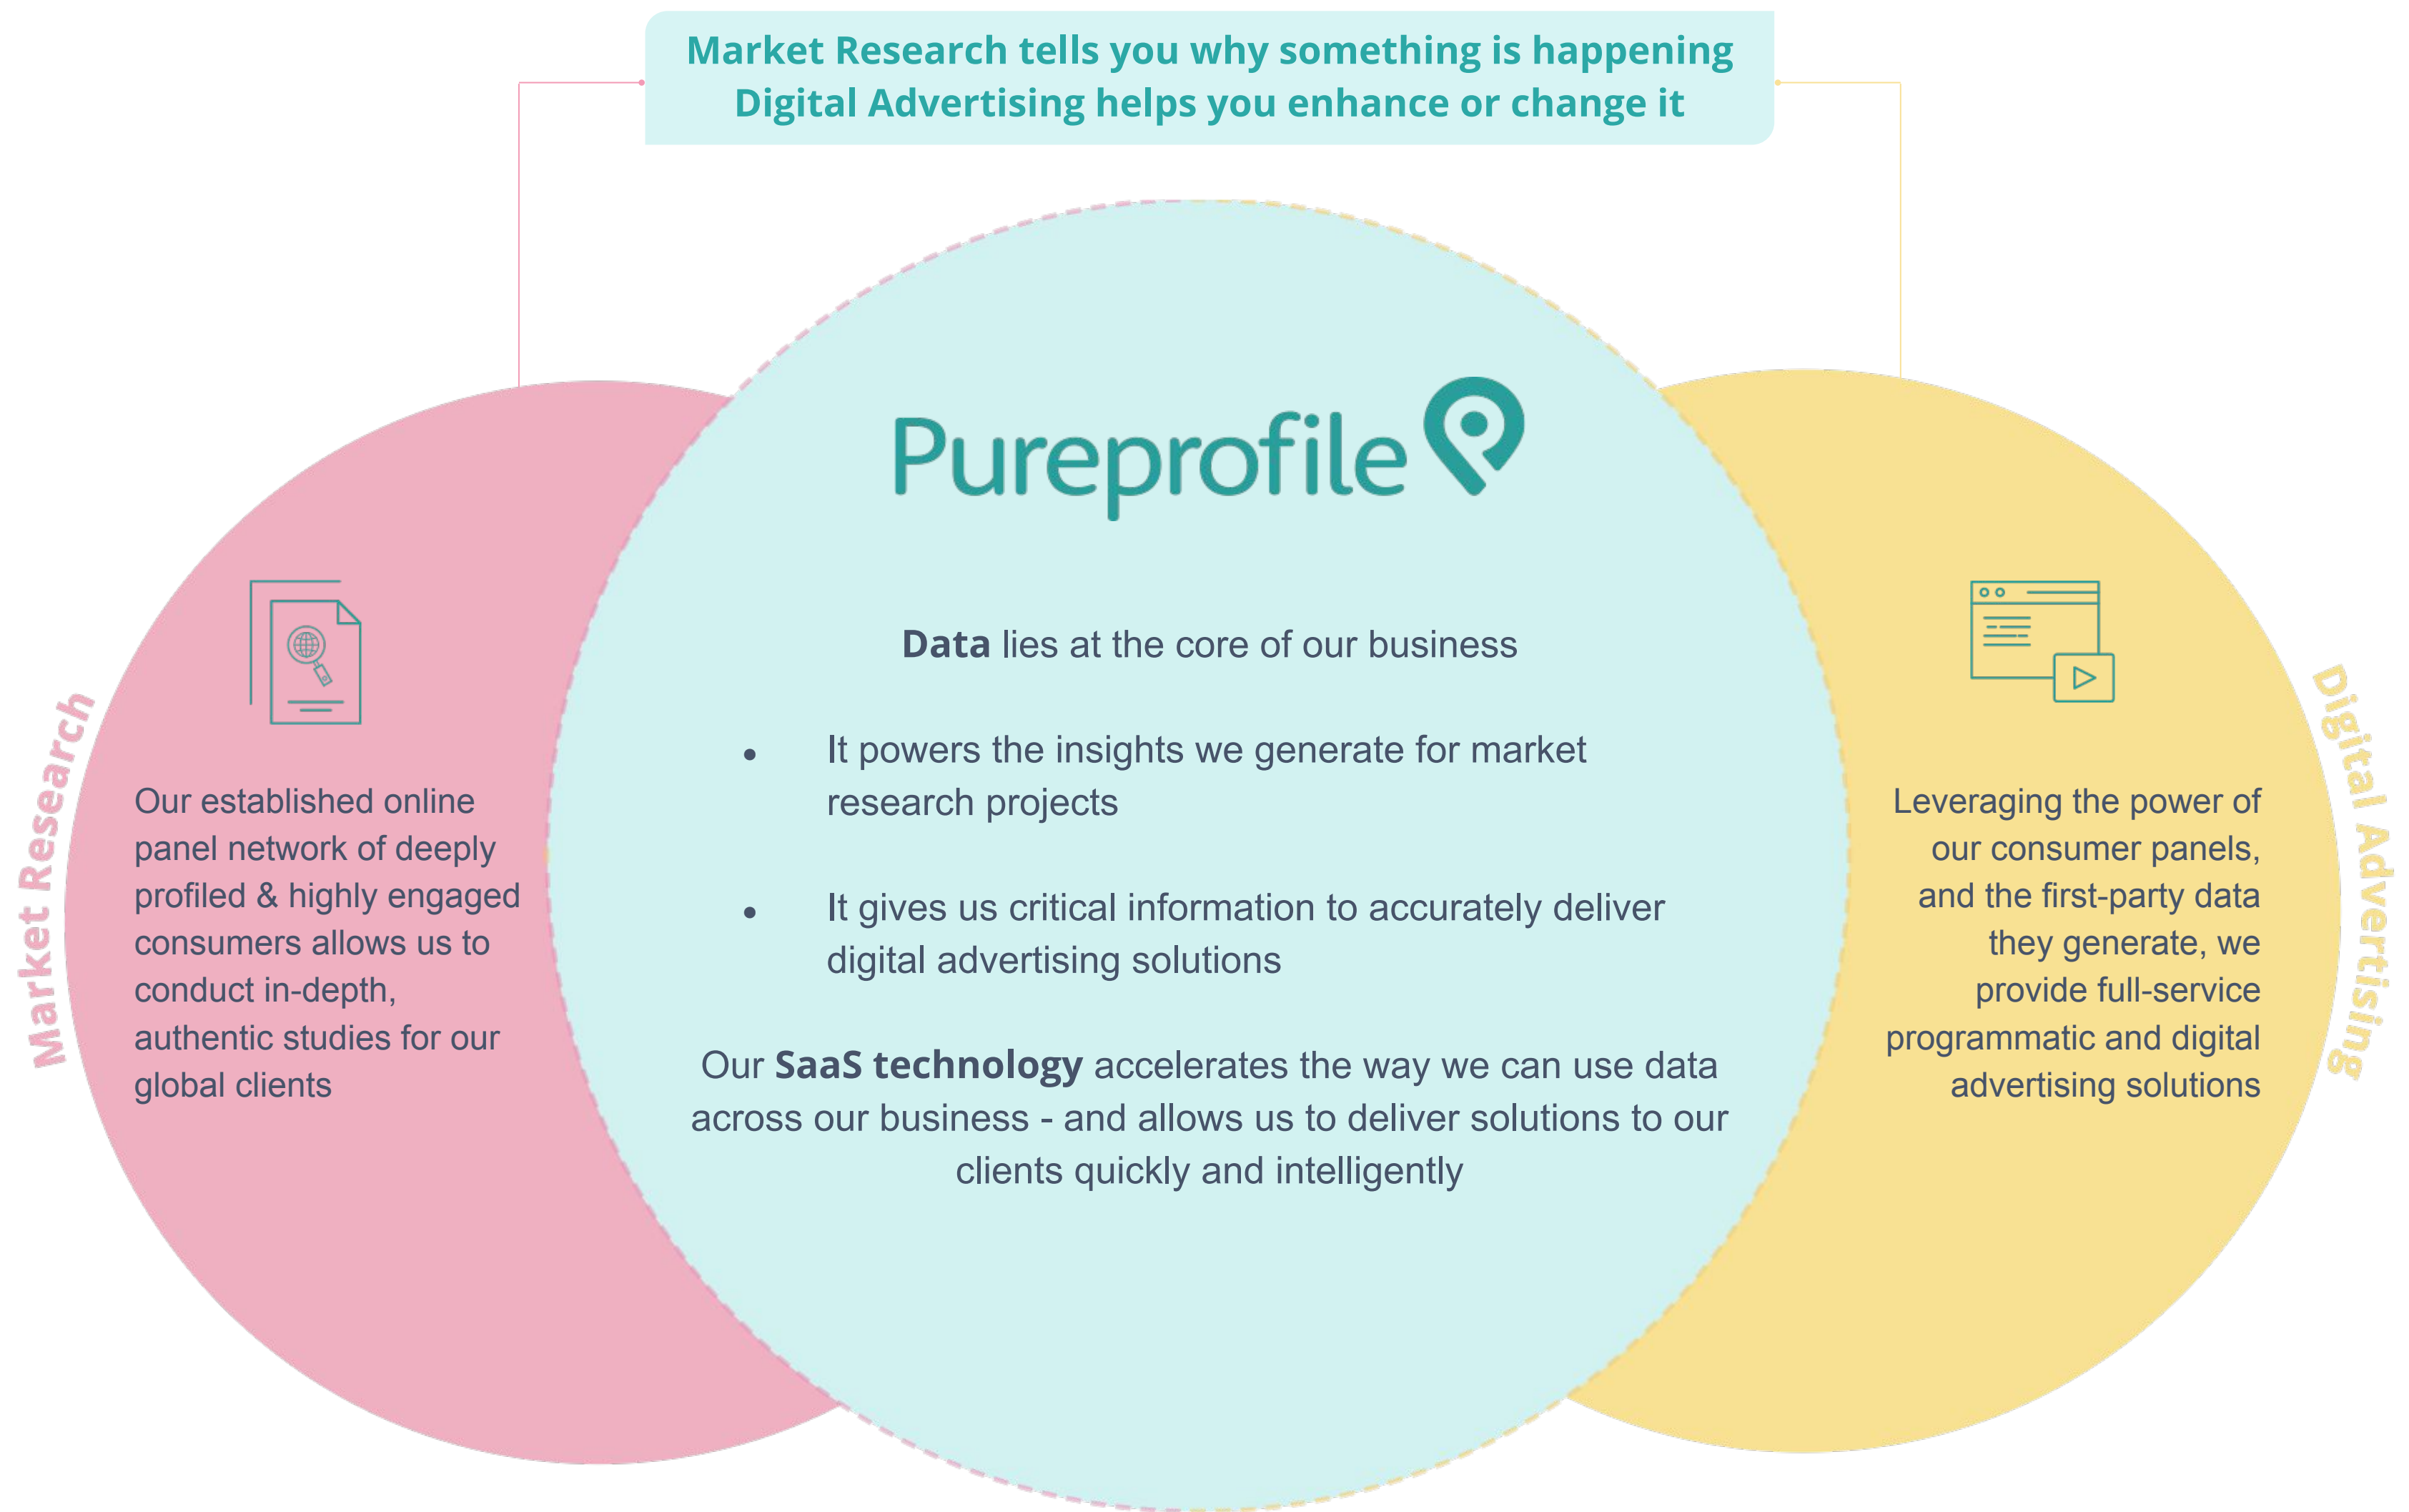 Market Research tells you why something is happening
Digital Advertising helps you enhance or change it
Market Research
Our established online
panel network of deeply
profiled & highly engaged
consumers allows us to
conduct in-depth,
authentic studies for our
global clients
Pureprofile
Data lies at the core of our business
• It powers the insights we generate for market
research projects
• It gives us critical information to accurately deliver
digital advertising solutions
Our SaaS technology accelerates the way we can use data
across our business - and allows us to deliver solutions to our
clients quickly and intelligently
Leveraging the power of
our consumer panels,
and the first-party data
they generate, we
provide full-service
programmatic and digital
advertising solutions
Digital Advertising